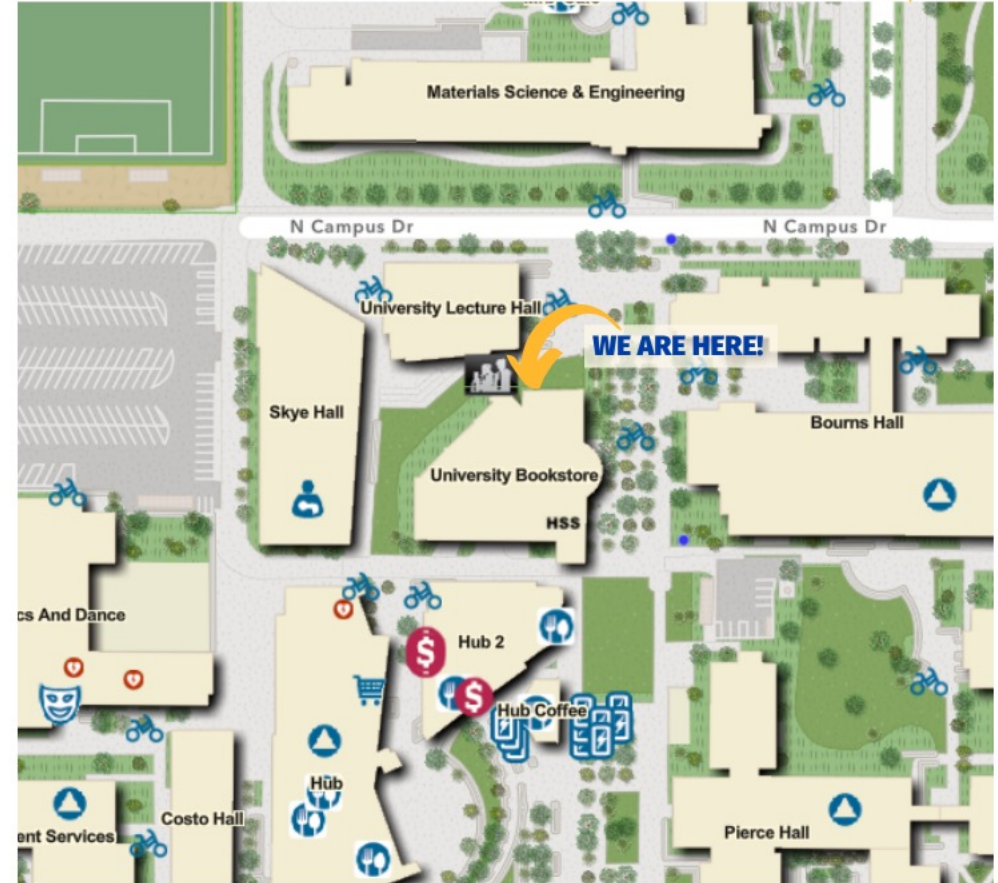 Materials Science & Engineering
N Campus Dr
N Campus Dr
University Lecture Hall
WE ARE HERE!
Skye Hall
Bourns Hall
University Bookstore
HSS
cs And Dance
Hub 2
$
$
Hub Coffee
Hub
Costo Hall
ent Services
Pierce Hall